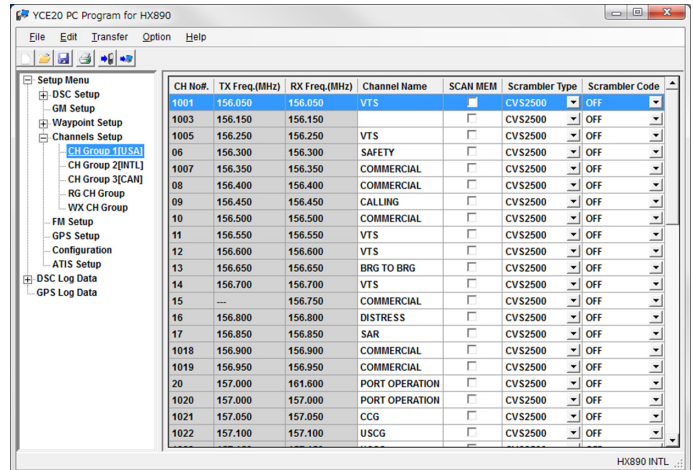 YCE20 PC Program for HX890
File Edit Transfer Option Help
Setup Menu
DSC Setup
GM Setup
Waypoint Setup
Channels Setup
CH Group 1[USA]
CH Group 2[INTL]
CH Group 3[CAN]
RG CH Group
WX CH Group
FM Setup
GPS Setup
Configuration
ATIS Setup
DSC Log Data
GPS Log Data
CH No#. TX Freq.(MHz) RX Freq.(MHz) Channel Name SCAN MEM Scrambler Type Scrambler Code
1001 156.050 156.050 VTS CVS2500 OFF
1003 156.150 156.150 CVS2500 OFF
1005 156.250 156.250 VTS CVS2500 OFF
06 156.300 156.300 SAFETY CVS2500 OFF
1007 156.350 156.350 COMMERCIAL CVS2500 OFF
08 156.400 156.400 COMMERCIAL CVS2500 OFF
09 156.450 156.450 CALLING CVS2500 OFF
10 156.500 156.500 COMMERCIAL CVS2500 OFF
11 156.550 156.550 VTS CVS2500 OFF
12 156.600 156.600 VTS CVS2500 OFF
13 156.650 156.650 BRG TO BRG CVS2500 OFF
14 156.700 156.700 VTS CVS2500 OFF
15 --- 156.750 COMMERCIAL CVS2500 OFF
16 156.800 156.800 DISTRESS CVS2500 OFF
17 156.850 156.850 SAR CVS2500 OFF
1018 156.900 156.900 COMMERCIAL CVS2500 OFF
1019 156.950 156.950 COMMERCIAL CVS2500 OFF
20 157.000 161.600 PORT OPERATION CVS2500 OFF
1020 157.000 157.000 PORT OPERATION CVS2500 OFF
1021 157.050 157.050 CCG CVS2500 OFF
1022 157.100 157.100 USCG CVS2500 OFF
HX890 INTL